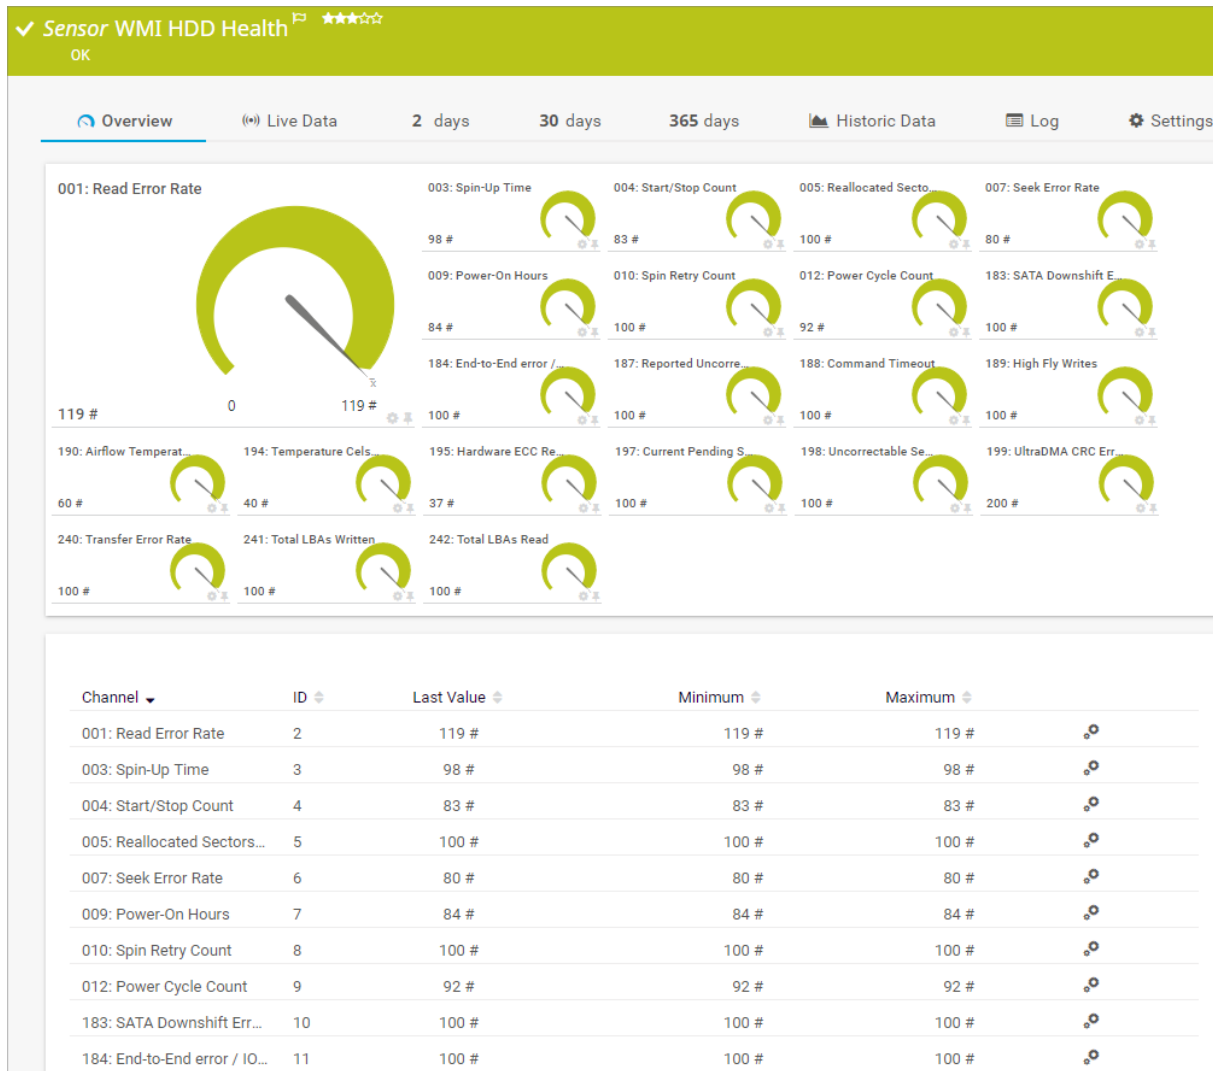 Sensor WMI HDD Health
OK
Overview Live Data 2 days 30 days 365 days Historic Data Log Settings
001: Read Error Rate
119 #
0 119 #
003: Spin-Up Time
98 #
004: Start/Stop Count
83 #
005: Reallocated Secto...
100 #
007: Seek Error Rate
80 #
009: Power-On Hours
84 #
010: Spin Retry Count
100 #
012: Power Cycle Count
92 #
183: SATA Downshift E...
100 #
184: End-to-End error /...
100 #
187: Reported Uncorre...
100 #
188: Command Timeout
100 #
189: High Fly Writes
100 #
190: Airflow Temperat...
60 #
194: Temperature Cels...
40 #
195: Hardware ECC Re...
37 #
197: Current Pending S...
100 #
198: Uncorrectable Se...
100 #
199: UltraDMA CRC Err...
200 #
240: Transfer Error Rate
100 #
241: Total LBAs Written
100 #
242: Total LBAs Read
100 #
Channel ID Last Value Minimum Maximum
001: Read Error Rate 2 119 # 119 # 119 #
003: Spin-Up Time 3 98 # 98 # 98 #
004: Start/Stop Count 4 83 # 83 # 83 #
005: Reallocated Sectors... 5 100 # 100 # 100 #
007: Seek Error Rate 6 80 # 80 # 80 #
009: Power-On Hours 7 84 # 84 # 84 #
010: Spin Retry Count 8 100 # 100 # 100 #
012: Power Cycle Count 9 92 # 92 # 92 #
183: SATA Downshift Err... 10 100 # 100 # 100 #
184: End-to-End error / IO... 11 100 # 100 # 100 #